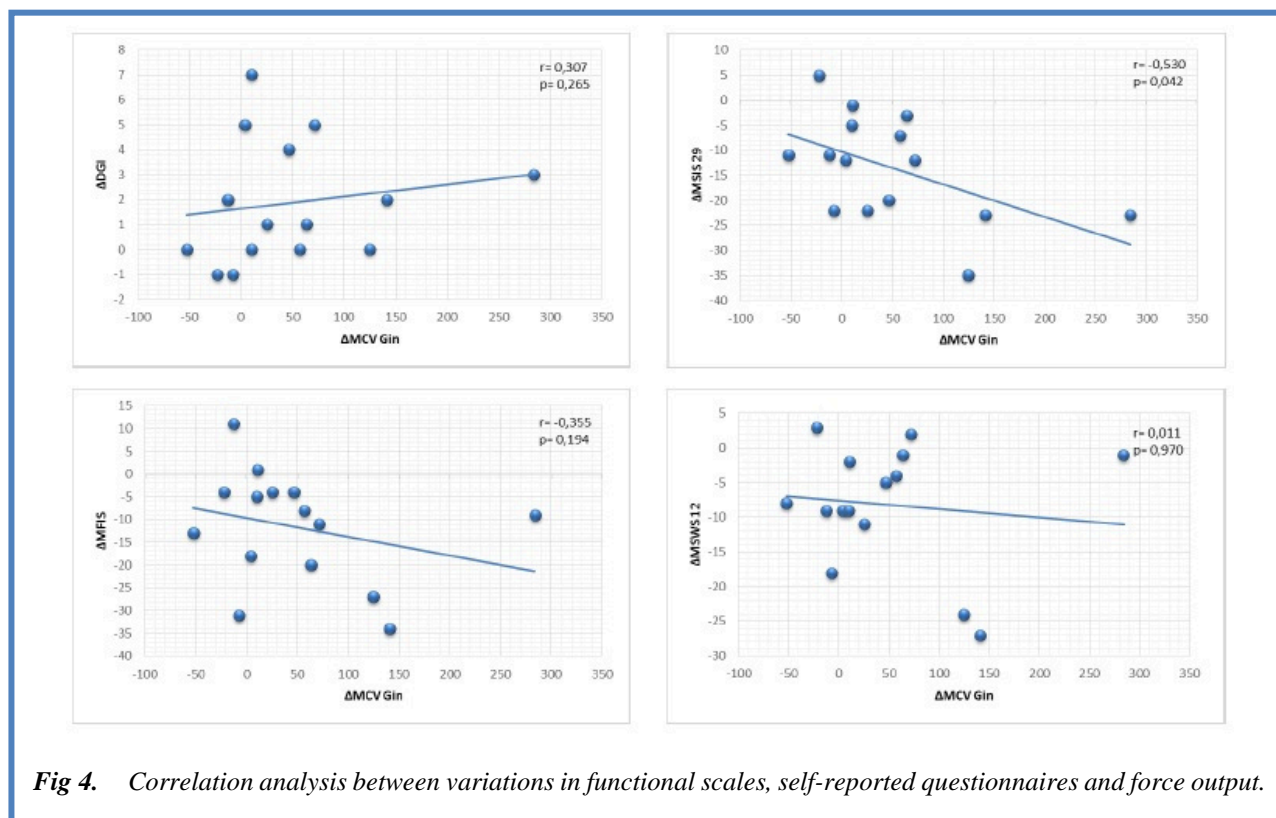 r= 0,307
p= 0,265
8
7
6
5
4
3
2
1
0
-1
-2
ΔDGI
-100 -50 0 50 100 150 200 250 300 350
ΔMCV Gin
r= -0,530
p= 0,042
10
5
0
-5
-10
-15
-20
-25
-30
-35
-40
ΔMSIS 29
-100 -50 0 50 100 150 200 250 300 350
ΔMCV Gin
r= -0,355
p= 0,194
15
10
5
0
-5
-10
-15
-20
-25
-30
-35
-40
ΔMFIS
-100 -50 0 50 100 150 200 250 300 350
ΔMCV Gin
r= 0,011
p= 0,970
5
0
-5
-10
-15
-20
-25
-30
ΔMSWS 12
-100 -50 0 50 100 150 200 250 300 350
ΔMCV Gin
Fig 4. Correlation analysis between variations in functional scales, self-reported questionnaires and force output.